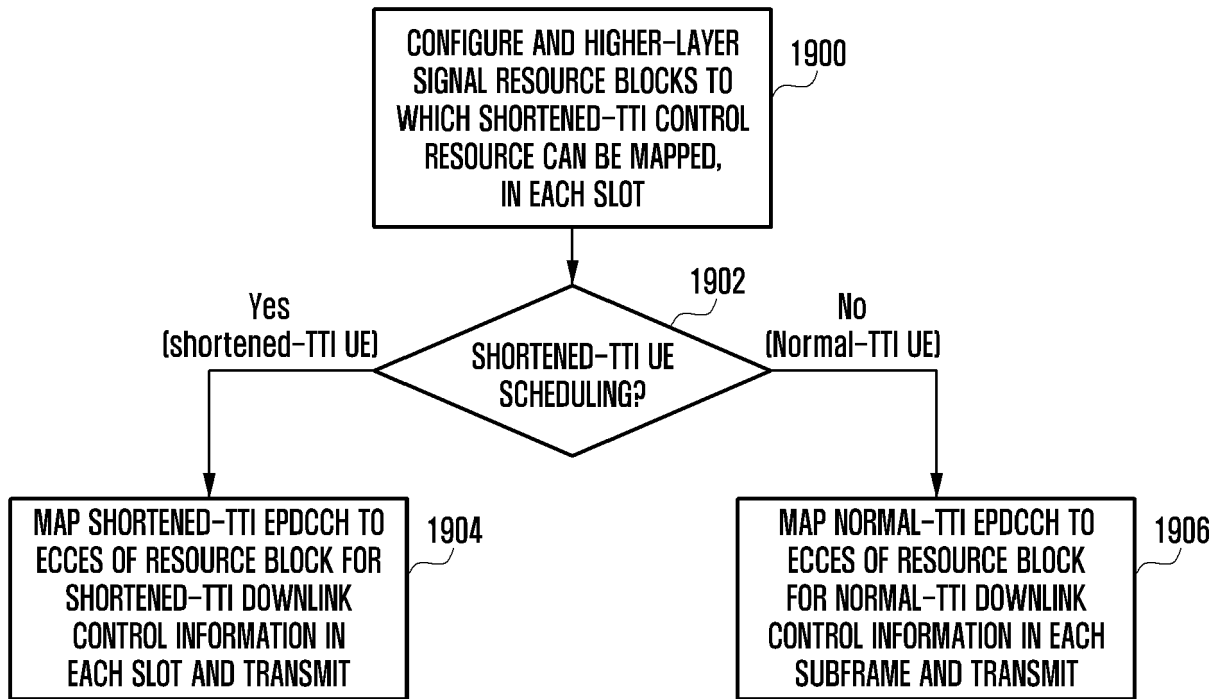 CONFIGURE AND HIGHER-LAYER
SIGNAL RESOURCE BLOCKS TO
WHICH SHORTENED-TTI CONTROL
RESOURCE CAN BE MAPPED,
IN EACH SLOT
1900
1902
Yes
(shortened-TTI UE)
SHORTENED-TTI UE
SCHEDULING?
No
(Normal-TTI UE)
MAP SHORTENED-TTI EPDCCH TO
ECCES OF RESOURCE BLOCK FOR
SHORTENED-TTI DOWNLINK
CONTROL INFORMATION IN
EACH SLOT AND TRANSMIT
1904
MAP NORMAL-TTI EPDCCH TO
ECCES OF RESOURCE BLOCK
FOR NORMAL-TTI DOWNLINK
CONTROL INFORMATION IN EACH
SUBFRAME AND TRANSMIT
1906